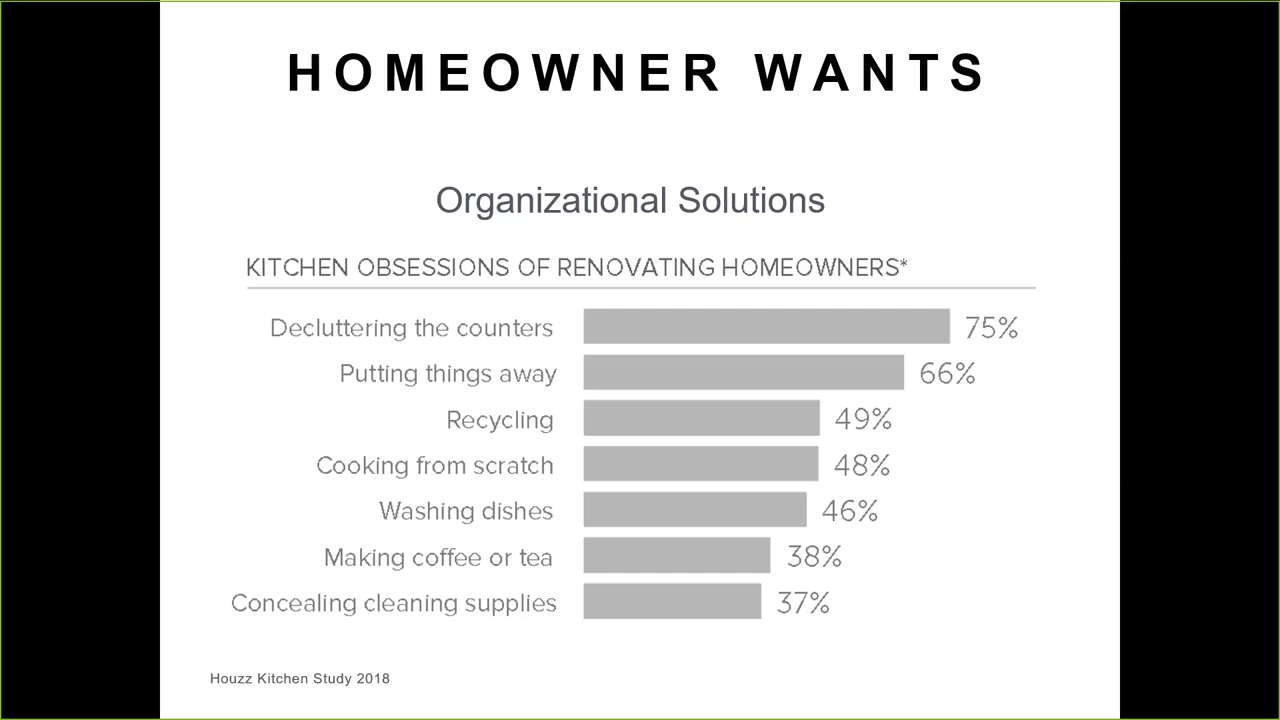 HOMEOWNER WANTS
Organizational Solutions
KITCHEN OBSESSIONS OF RENOVATING HOMEOWNERS*
Decluttering the counters 75%
Putting things away 66%
Recycling 49%
Cooking from scratch 48%
Washing dishes 46%
Making coffee or tea 38%
Concealing cleaning supplies 37%
Houzz Kitchen Study 2018